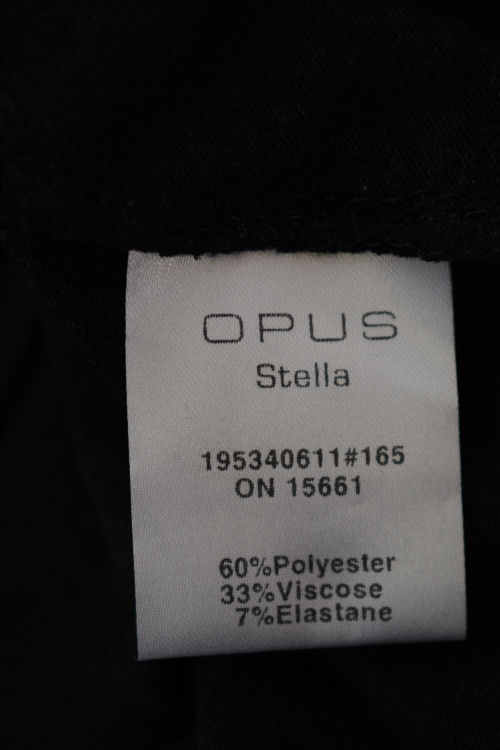 OPUS
Stella
195340611#165
ON 15661
60%Polyester
33%Viscose
7%Elastane